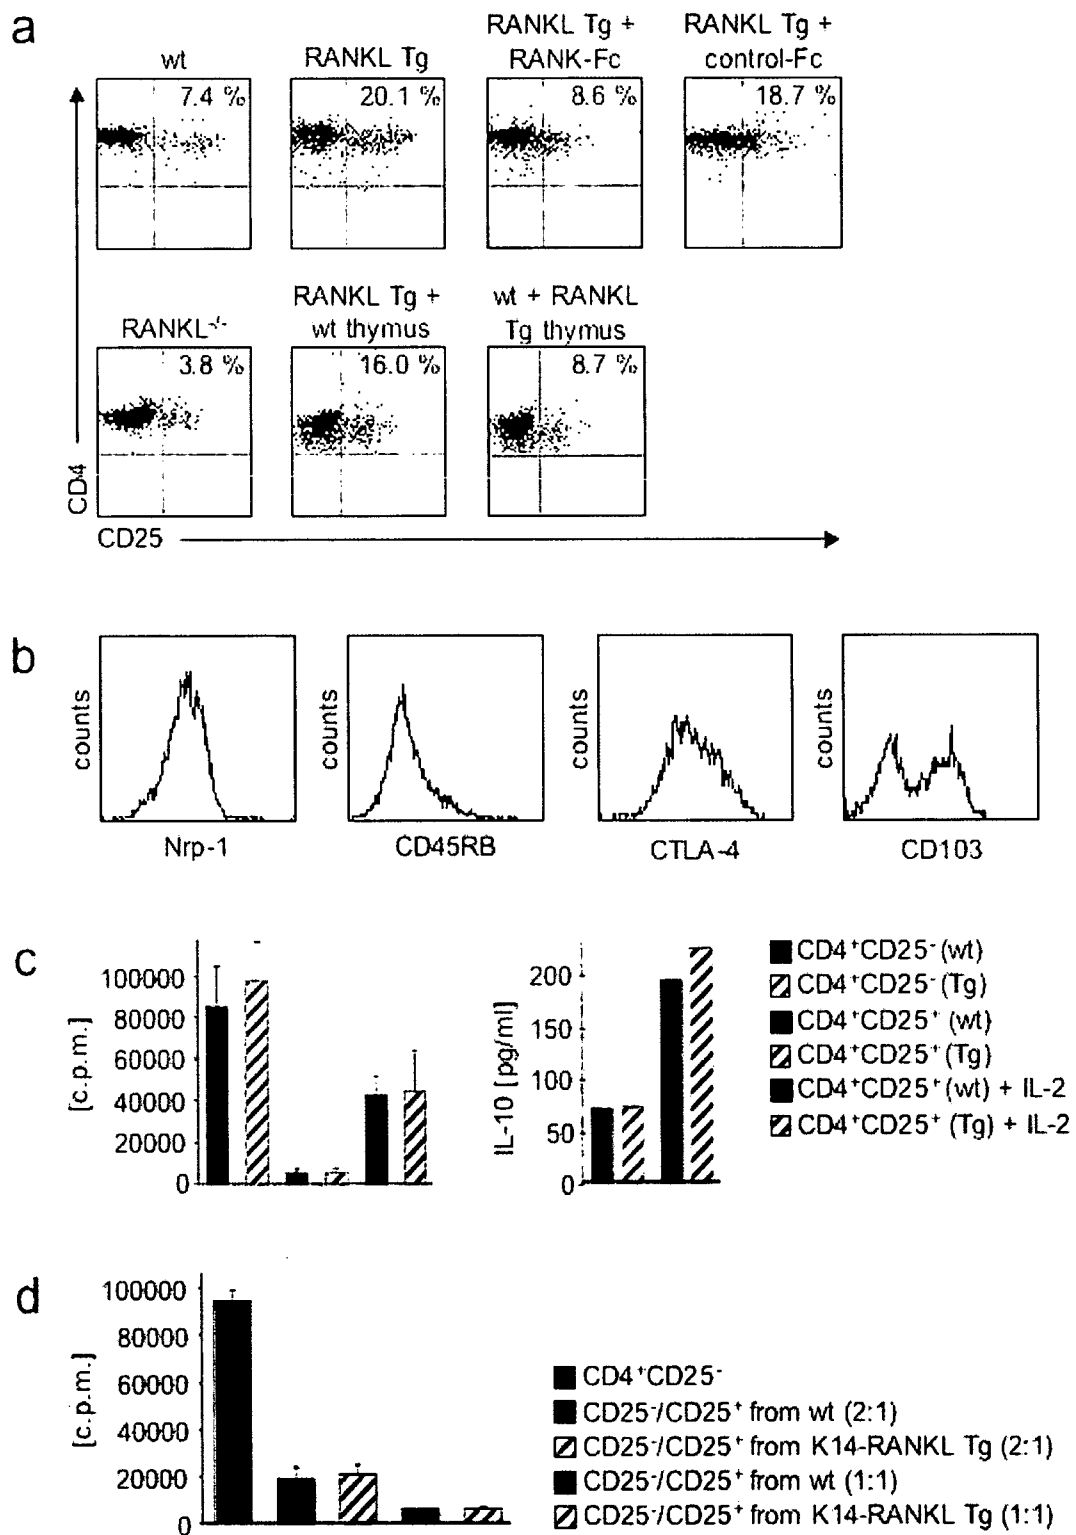 a
wt
RANKL Tg
RANKL Tg +
RANK-Fc
RANKL Tg +
control-Fc
7.4 %
20.1 %
8.6 %
18.7 %
RANKL-/-
RANKL Tg +
wt thymus
wt + RANKL
Tg thymus
3.8 %
16.0 %
8.7 %
CD4
CD25
b
counts
counts
counts
counts
Nrp-1
CD45RB
CTLA-4
CD103
c
[c.p.m.]
100000
80000
60000
40000
20000
0
IL-10 [pg/ml]
200
150
100
50
0
CD4+CD25- (wt)
CD4+CD25- (Tg)
CD4+CD25+ (wt)
CD4+CD25+ (Tg)
CD4+CD25+ (wt) + IL-2
CD4+CD25+ (Tg) + IL-2
d
[c.p.m.]
100000
80000
60000
40000
20000
0
CD4+CD25-
CD25-/CD25+ from wt (2:1)
CD25-/CD25+ from K14-RANKL Tg (2:1)
CD25-/CD25+ from wt (1:1)
CD25-/CD25+ from K14-RANKL Tg (1:1)